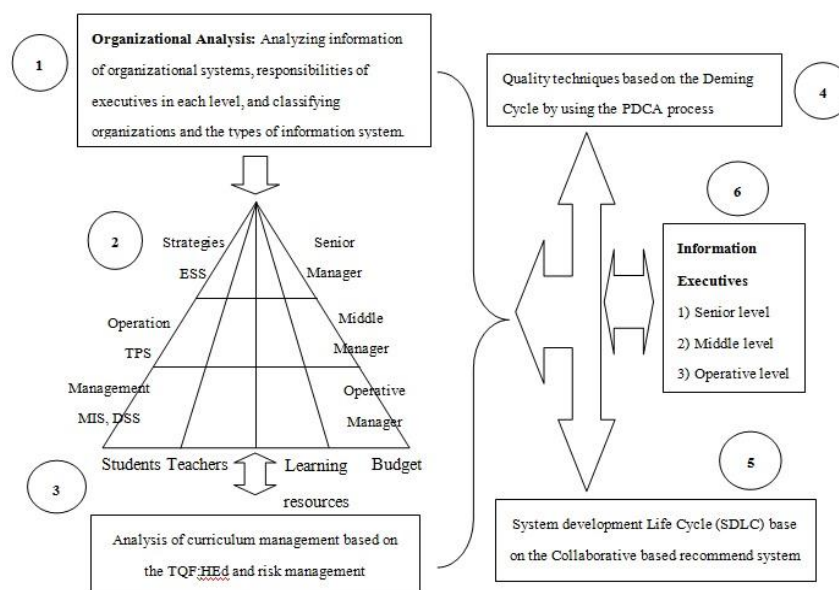 1
Organizational Analysis: Analyzing information
of organizational systems, responsibilities of
executives in each level, and classifying
organizations and the types of information system.
4
Quality techniques based on the Deming
Cycle by using the PDCA process
2
Strategies
ESS
Senior
Manager
Operation
TPS
Middle
Manager
Management
MIS, DSS
Operative
Manager
Students Teachers Learning Budget
resources
3
Analysis of curriculum management based on
the TQF:HEd and risk management
6
Information
Executives
1) Senior level
2) Middle level
3) Operative level
5
System development Life Cycle (SDLC) base
on the Collaborative based recommend system